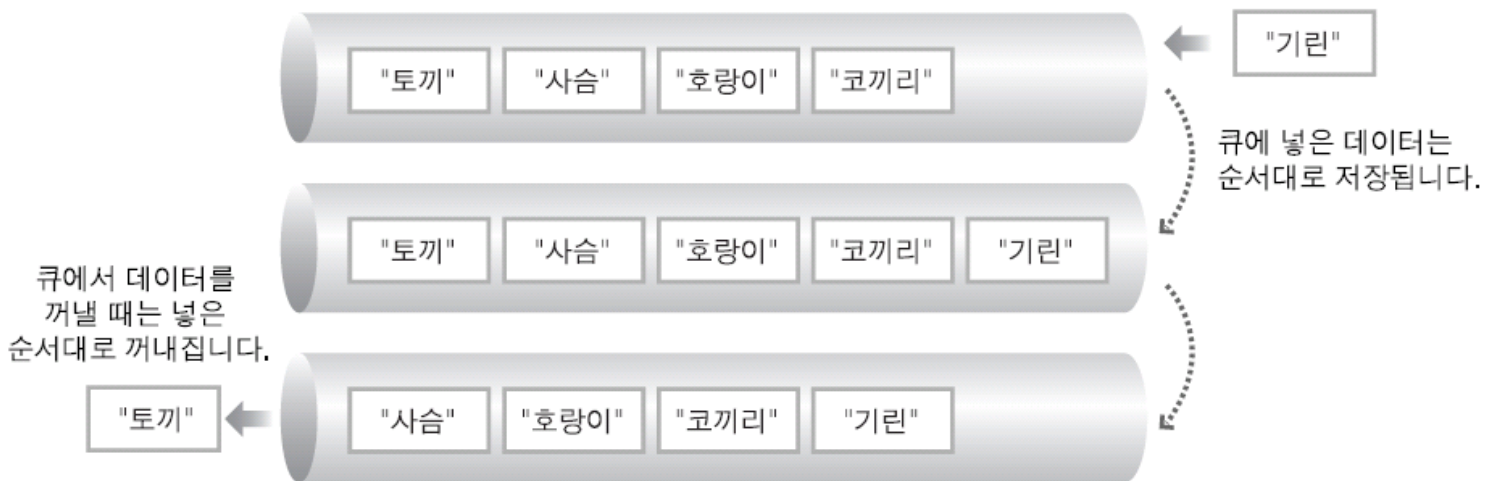 "토끼" "사슴" "호랑이" "코끼리" "기린"
큐에 넣은 데이터는
순서대로 저장됩니다.
"토끼" "사슴" "호랑이" "코끼리" "기린"
큐에서 데이터를
꺼낼 때는 넣은
순서대로 꺼내집니다.
"토끼" "사슴" "호랑이" "코끼리" "기린"